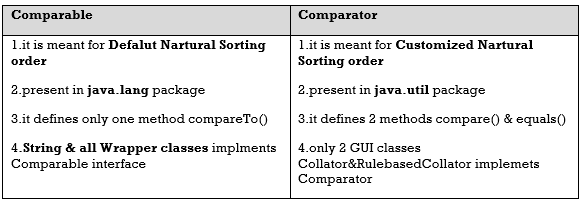 Comparable
1.it is meant for Defalut Nartural Sorting
order
2.present in java.lang package
3.it defines only one method compareTo()
4.String & all Wrapper classes implments
Comparable interface
Comparator
1.it is meant for Customized Nartural
Sorting order
2.present in java.util package
3.it defines 2 methods compare() & equals()
4.only 2 GUI classes
Collator&RulebasedCollator implemets
Comparator